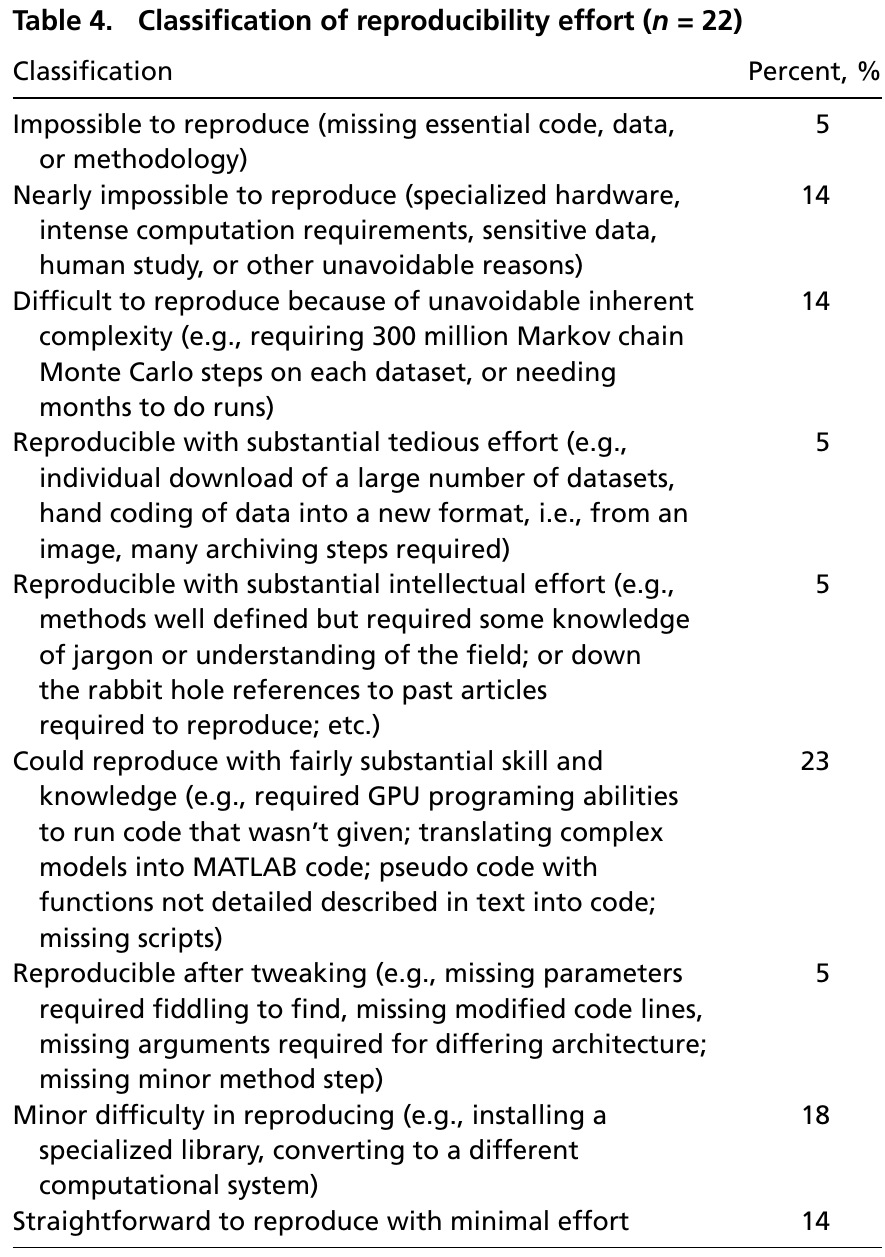 Table 4. Classification of reproducibility effort (n = 22)
Classification Percent, %
Impossible to reproduce (missing essential code, data, 5
or methodology)
Nearly impossible to reproduce (specialized hardware, 14
intense computation requirements, sensitive data,
human study, or other unavoidable reasons)
Difficult to reproduce because of unavoidable inherent 14
complexity (e.g., requiring 300 million Markov chain
Monte Carlo steps on each dataset, or needing
months to do runs)
Reproducible with substantial tedious effort (e.g., 5
individual download of a large number of datasets,
hand coding of data into a new format, i.e., from an
image, many archiving steps required)
Reproducible with substantial intellectual effort (e.g., 5
methods well defined but required some knowledge
of jargon or understanding of the field; or down
the rabbit hole references to past articles
required to reproduce; etc.)
Could reproduce with fairly substantial skill and 23
knowledge (e.g., required GPU programing abilities
to run code that wasn’t given; translating complex
models into MATLAB code; pseudo code with
functions not detailed described in text into code;
missing scripts)
Reproducible after tweaking (e.g., missing parameters 5
required fiddling to find, missing modified code lines,
missing arguments required for differing architecture;
missing minor method step)
Minor difficulty in reproducing (e.g., installing a 18
specialized library, converting to a different
computational system)
Straightforward to reproduce with minimal effort 14